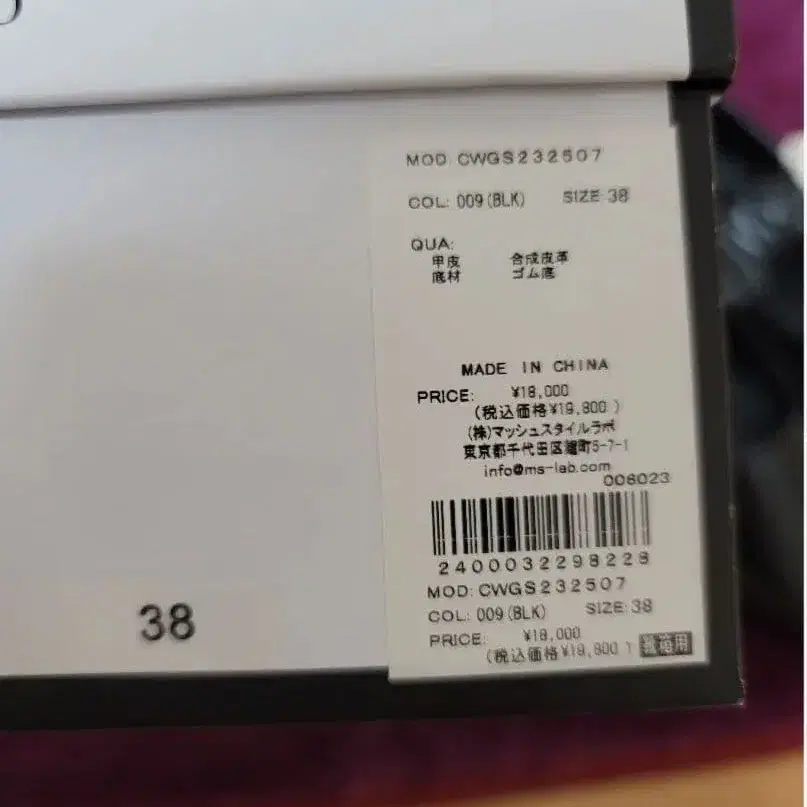 MOD: CWGS232507
COL: 009(BLK) SIZE:38
QUA:
甲皮 合成皮革
底材 ゴム底
MADE IN CHINA
PRICE: ¥18,000
(税込価格¥19,800 )
(株)マッシュスタイルラボ
東京都千代田区麹町5-7-1
info@ms-lab.com
006023
2400032298228
MOD:CWGS232507
COL: 009(BLK) SIZE:38
PRICE: ¥18,000
(税込価格¥19,800 ) 靴箱用
38